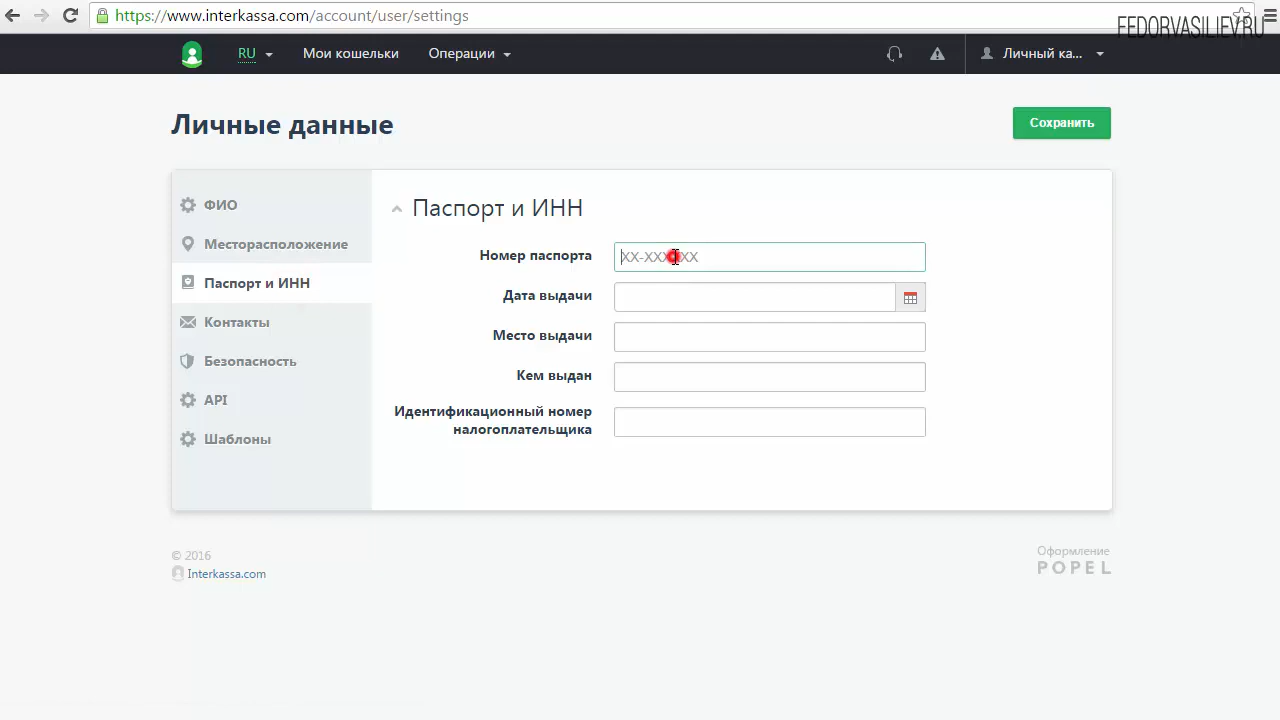 https://www.interkassa.com/account/user/settings
FEDORVASILIEV.RU
RU
Мои кошельки
Операции
Личный ка...
Личные данные
Сохранить
ФИО
Месторасположение
Паспорт и ИНН
Контакты
Безопасность
API
Шаблоны
Паспорт и ИНН
Номер паспорта
Дата выдачи
Место выдачи
Кем выдан
Идентификационный номер
налогоплательщика
© 2016
Interkassa.com
Оформление
POPEL